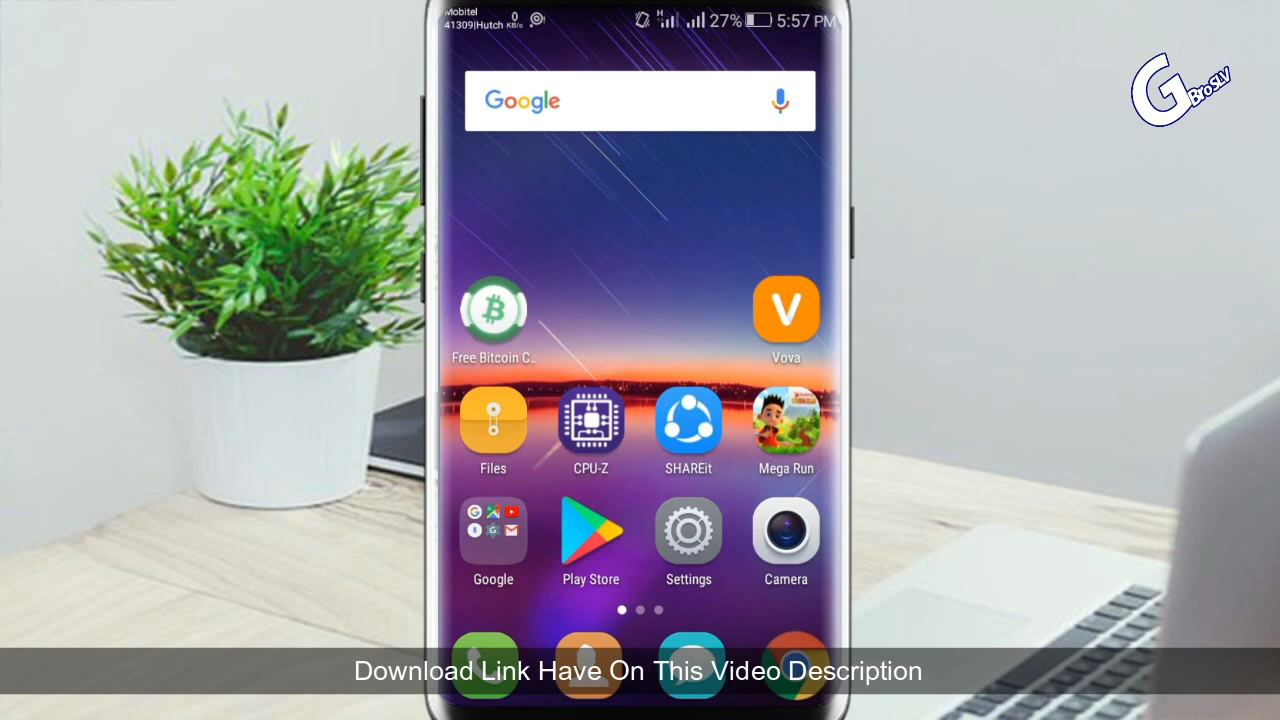 Mobitel
41309|Hutch
0
KB/s
H
27%
5:57 PM
G BrosLV
Google
Free Bitcoin C..
Vova
Files
CPU-Z
SHAREit
Mega Run
Google
Play Store
Settings
Camera
Download Link Have On This Video Description